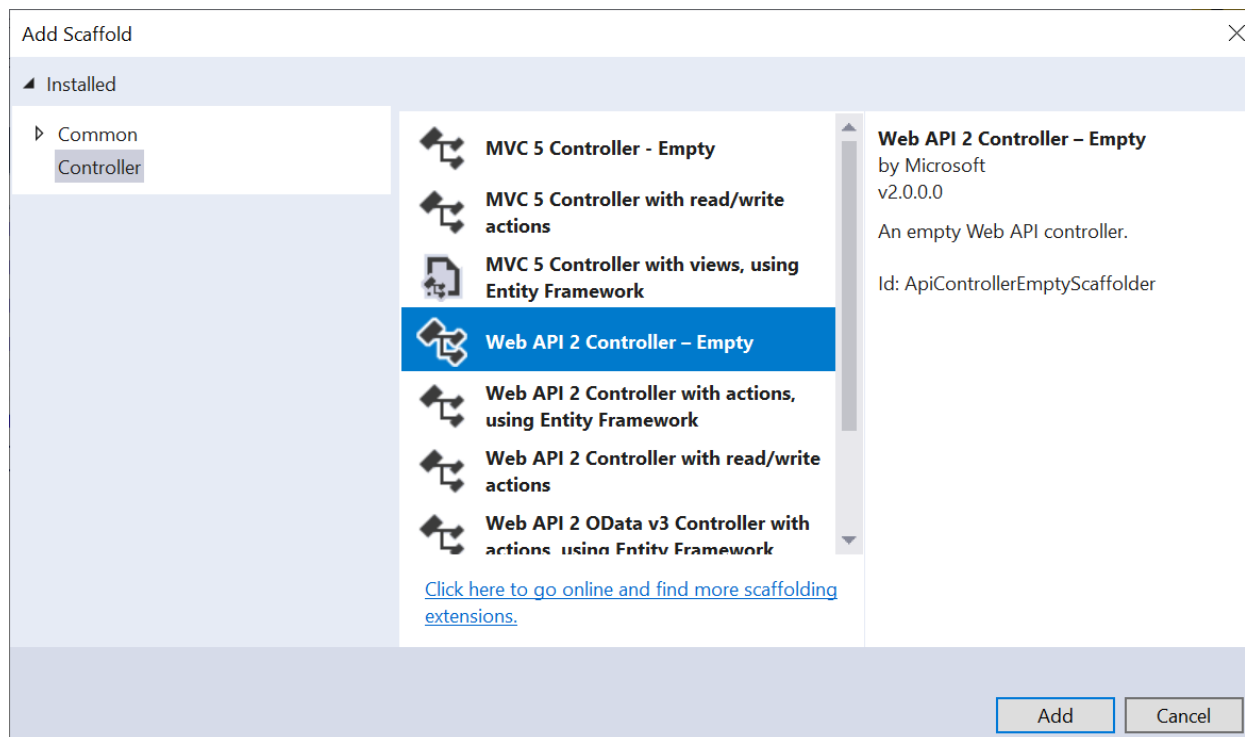 Add Scaffold
Installed
Common
Controller
MVC 5 Controller - Empty
MVC 5 Controller with read/write
actions
MVC 5 Controller with views, using
Entity Framework
Web API 2 Controller – Empty
Web API 2 Controller with actions,
using Entity Framework
Web API 2 Controller with read/write
actions
Web API 2 OData v3 Controller with
actions, using Entity Framework
Click here to go online and find more scaffolding
extensions.
Web API 2 Controller – Empty
by Microsoft
v2.0.0.0
An empty Web API controller.
Id: ApiControllerEmptyScaffolder
Add
Cancel